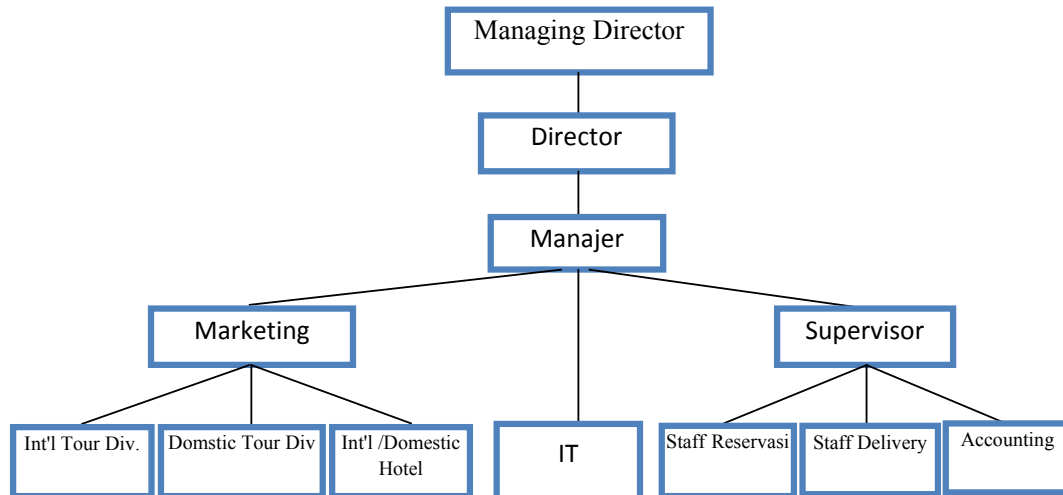 Managing Director
Director
Manajer
Marketing
Supervisor
Int'l Tour Div.
Domstic Tour Div
Int'l /Domestic
Hotel
IT
Staff Reservasi
Staff Delivery
Accounting